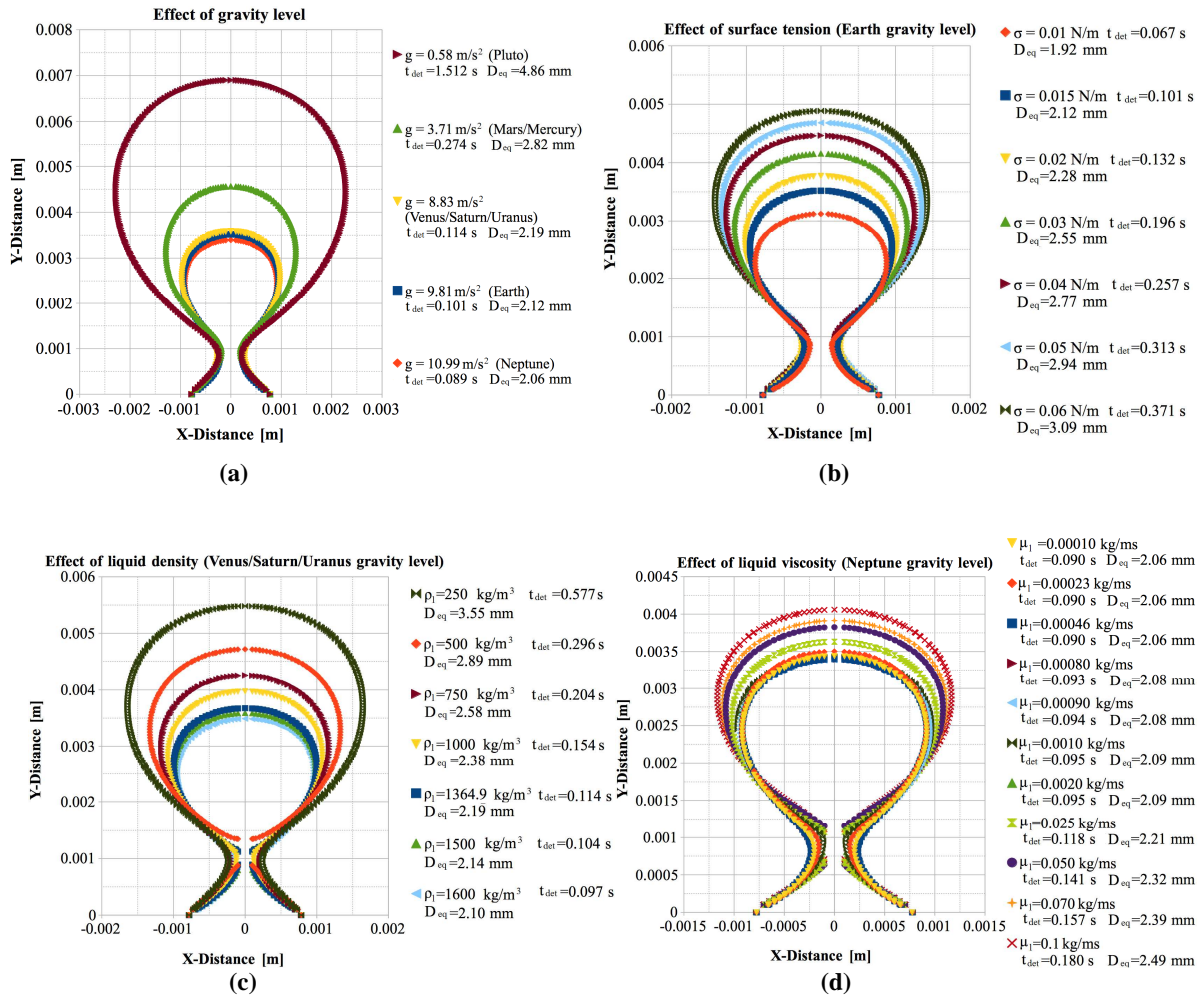 Effect of gravity level
0.008
0.007
0.006
0.005
0.004
0.003
0.002
0.001
0
-0.003 -0.002 -0.001 0 0.001 0.002 0.003
Y-Distance [m]
X-Distance [m]
g = 0.58 m/s² (Pluto)
t det =1.512 s D eq = 4.86 mm
g = 3.71 m/s² (Mars/Mercury)
t det =0.274 s D eq = 2.82 mm
g = 8.83 m/s²
(Venus/Saturn/Uranus)
t det =0.114 s D eq = 2.19 mm
g = 9.81 m/s² (Earth)
t det =0.101 s D eq = 2.12 mm
g = 10.99 m/s² (Neptune)
t det =0.089 s D eq = 2.06 mm
(a)
Effect of surface tension (Earth gravity level)
0.006
0.005
0.004
0.003
0.002
0.001
0
-0.002 -0.001 0 0.001 0.002
Y-Distance [m]
X-Distance [m]
σ = 0.01 N/m t det =0.067 s
D eq =1.92 mm
σ = 0.015 N/m t det =0.101 s
D eq =2.12 mm
σ = 0.02 N/m t det =0.132 s
D eq =2.28 mm
σ = 0.03 N/m t det =0.196 s
D eq =2.55 mm
σ = 0.04 N/m t det =0.257 s
D eq =2.77 mm
σ = 0.05 N/m t det =0.313 s
D eq =2.94 mm
σ = 0.06 N/m t det =0.371 s
D eq =3.09 mm
(b)
Effect of liquid density (Venus/Saturn/Uranus gravity level)
0.006
0.005
0.004
0.003
0.002
0.001
0
-0.002 -0.001 0 0.001 0.002
Y-Distance [m]
X-Distance [m]
ρl=250 kg/m³ t det =0.577s
D eq =3.55 mm
ρl=500 kg/m³ t det =0.296 s
D eq =2.89 mm
ρl=750 kg/m³ t det =0.204 s
D eq =2.58 mm
ρl=1000 kg/m³ t det =0.154 s
D eq =2.38 mm
ρl=1364.9 kg/m³ t det =0.114 s
D eq =2.19 mm
ρl=1500 kg/m³ t det =0.104 s
D eq =2.14 mm
ρl=1600 kg/m³ t det =0.097 s
D eq =2.10 mm
(c)
Effect of liquid viscosity (Neptune gravity level)
0.0045
0.004
0.0035
0.003
0.0025
0.002
0.0015
0.001
0.0005
0
-0.0015 -0.001 -0.0005 0 0.0005 0.001 0.0015
Y-Distance [m]
X-Distance [m]
μl =0.00010 kg/ms
t det =0.090 s D eq =2.06 mm
μl=0.00023 kg/ms
t det =0.090 s D eq =2.06 mm
μl=0.00046 kg/ms
t det =0.090 s D eq =2.06 mm
μl=0.00080 kg/ms
t det =0.093 s D eq =2.08 mm
μl=0.00090 kg/ms
t det =0.094 s D eq =2.08 mm
μl=0.0010 kg/ms
t det =0.095 s D eq =2.09 mm
μl=0.0020 kg/ms
t det =0.095 s D eq =2.09 mm
μl=0.025 kg/ms
t det =0.118 s D eq =2.21 mm
μl=0.050 kg/ms
t det =0.141 s D eq =2.32 mm
μl=0.070 kg/ms
t det =0.157 s D eq =2.39 mm
μl=0.1 kg/ms
t det =0.180 s D eq =2.49 mm
(d)